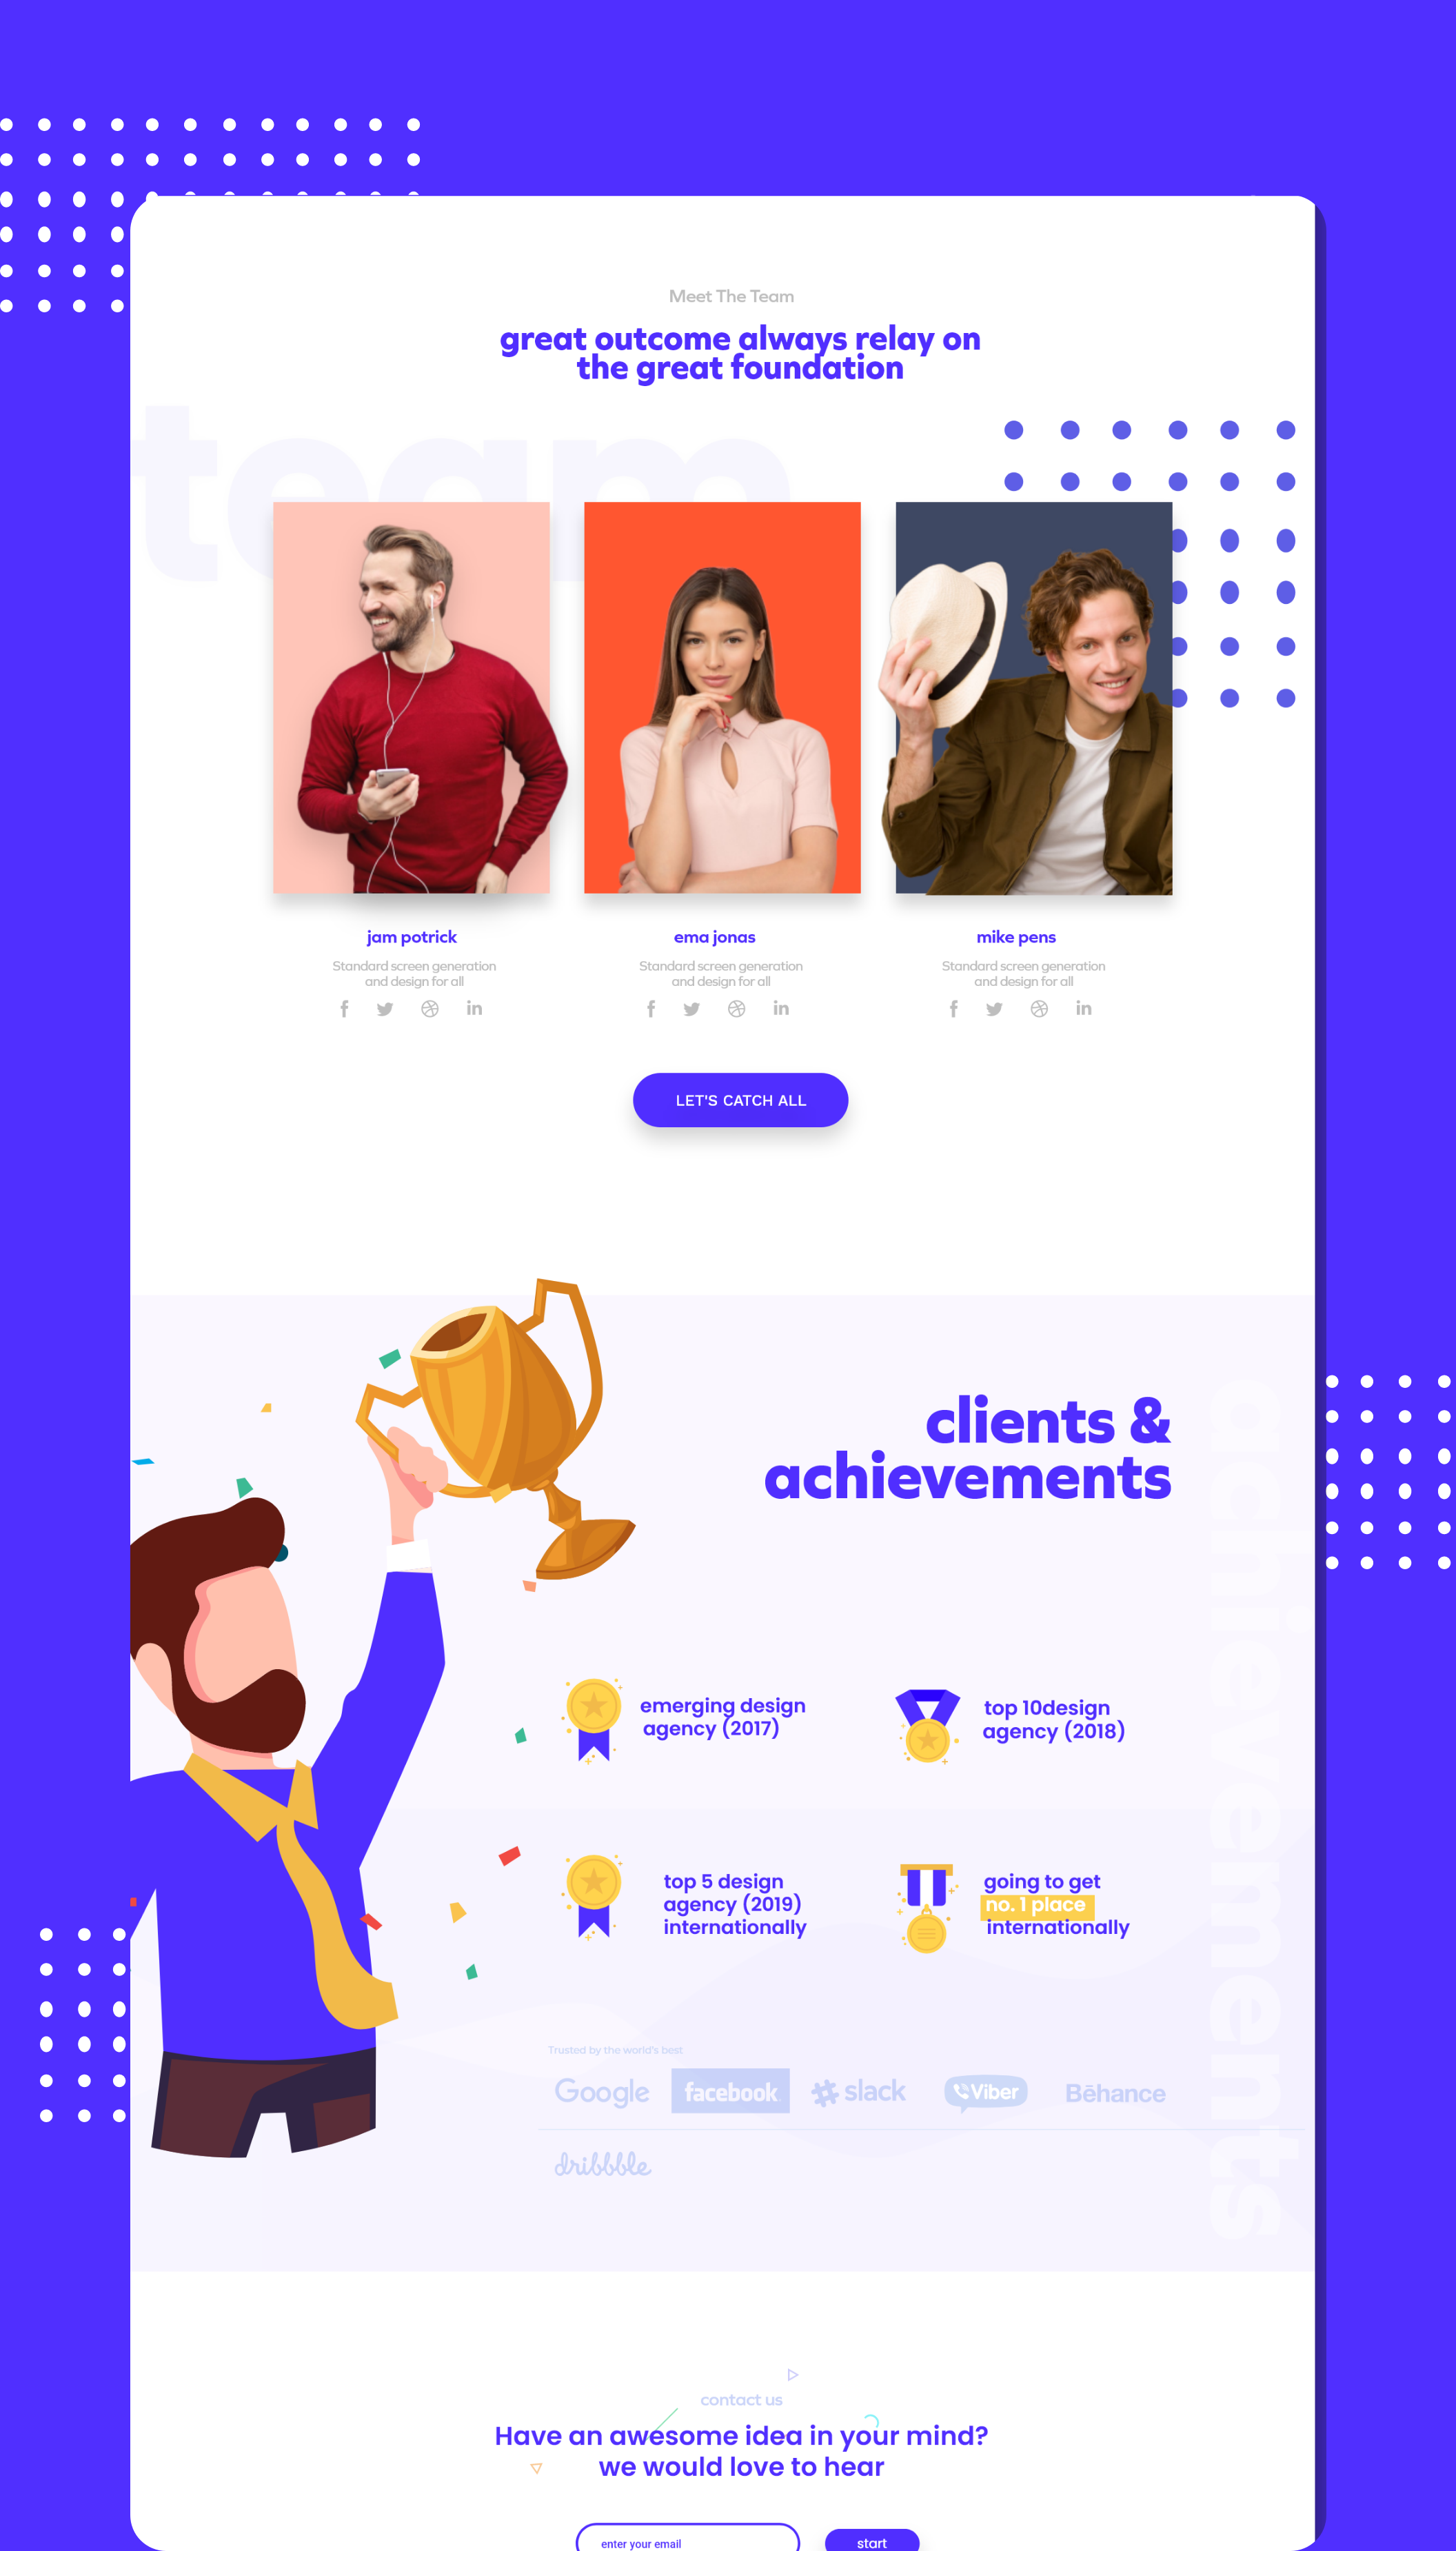 Meet The Team
great outcome always relay on
the great foundation
team
jam potrick
Standard screen generation
and design for all
ema jonas
Standard screen generation
and design for all
mike pens
Standard screen generation
and design for all
LET'S CATCH ALL
clients &
achievements
achievements
emerging design
agency (2017)
top 10design
agency (2018)
top 5 design
agency (2019)
internationally
going to get
no. 1 place
internationally
Trusted by the world's best
Google
facebook
slack
Viber
Bēhance
dribbble
contact us
Have an awesome idea in your mind?
we would love to hear
enter your email
start